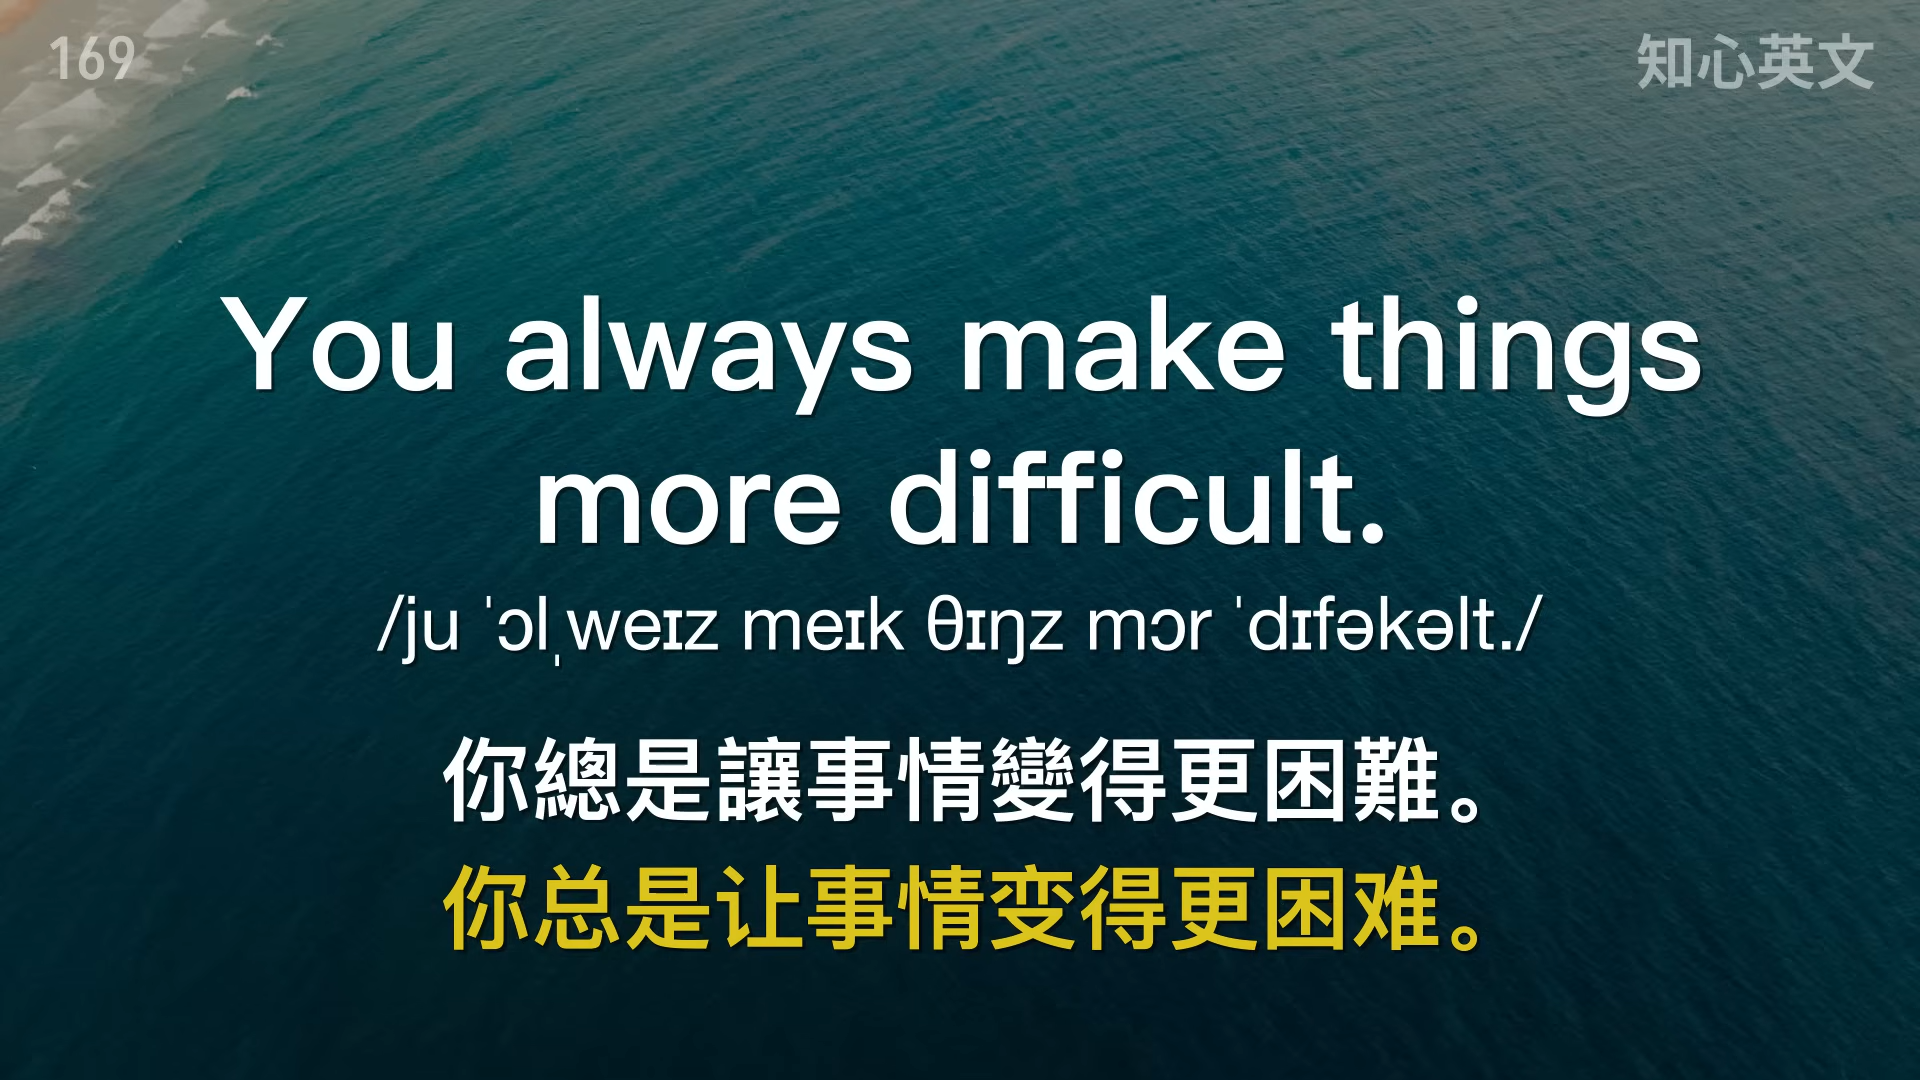 169
知心英文
You always make things
more difficult.
/ju ˈɔlˌweɪz meɪk θɪŋz mɔr ˈdɪfəkəlt./
你總是讓事情變得更困難。
你总是让事情变得更困难。